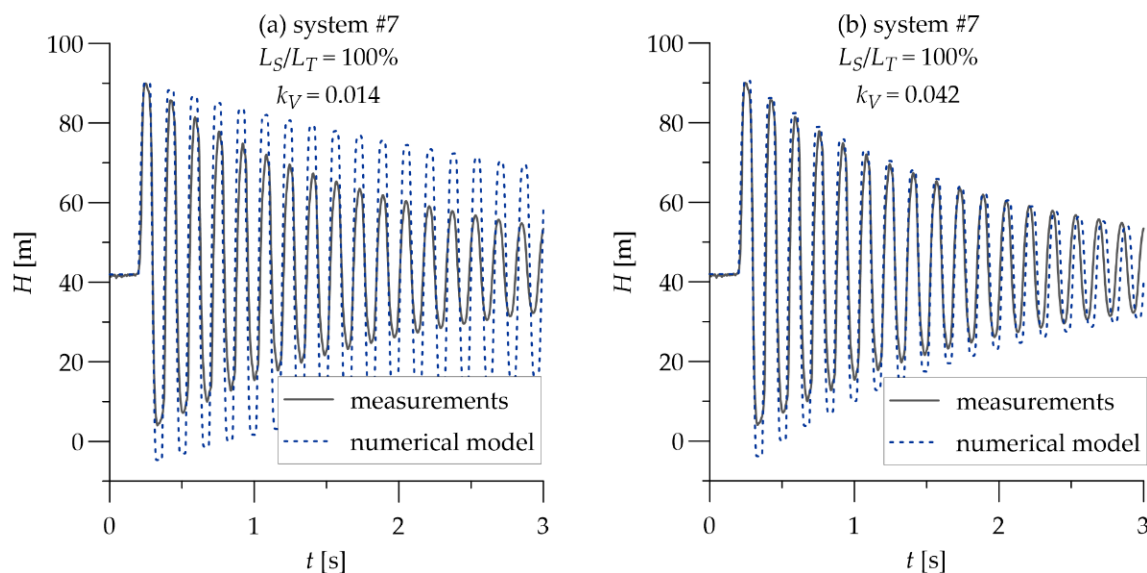 (a) system #7
L_S/L_T = 100%
k_V = 0.014
100
80
60
40
20
0
H [m]
measurements
numerical model
0
1
2
3
t [s]
(b) system #7
L_S/L_T = 100%
k_V = 0.042
100
80
60
40
20
0
H [m]
measurements
numerical model
0
1
2
3
t [s]